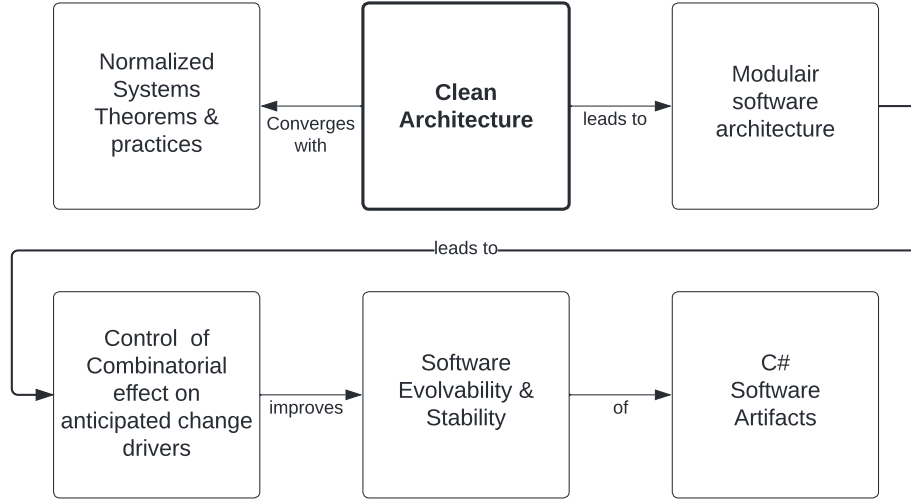 Normalized
Systems
Theorems &
practices
Converges
with
Clean
Architecture
leads to
Modulair
software
architecture
leads to
Control of
Combinatorial
effect on
anticipated change
drivers
improves
Software
Evolvability &
Stability
of
C#
Software
Artifacts